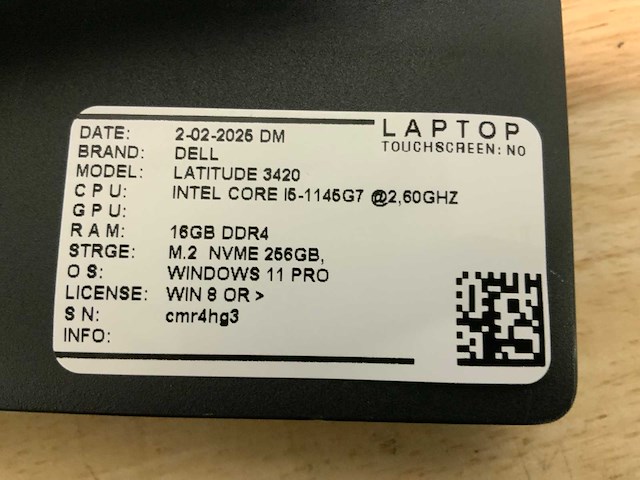 LAPTOP
TOUCHSCREEN: NO
DATE: 2-02-2025 DM
BRAND: DELL
MODEL: LATITUDE 3420
CPU: INTEL CORE I5-1145G7 @2,60GHZ
GPU:
RAM: 16GB DDR4
STRGE: M.2 NVME 256GB,
OS: WINDOWS 11 PRO
LICENSE: WIN 8 OR >
SN: cmr4hg3
INFO: